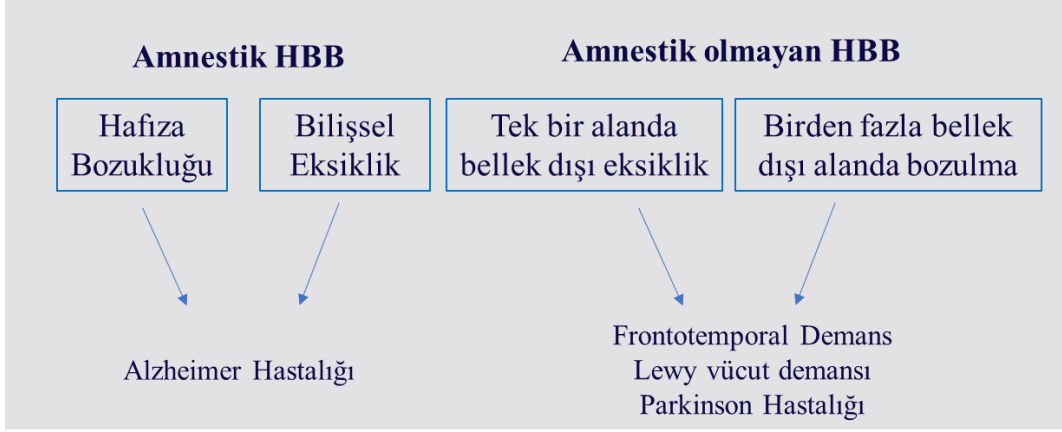 Amnestik HBB
Amnestik olmayan HBB
Hafıza
Bozukluğu
Bilişsel
Eksiklik
Tek bir alanda
bellek dışı eksiklik
Birden fazla bellek
dışı alanda bozulma
Alzheimer Hastalığı
Frontotemporal Demans
Lewy vücut demansı
Parkinson Hastalığı